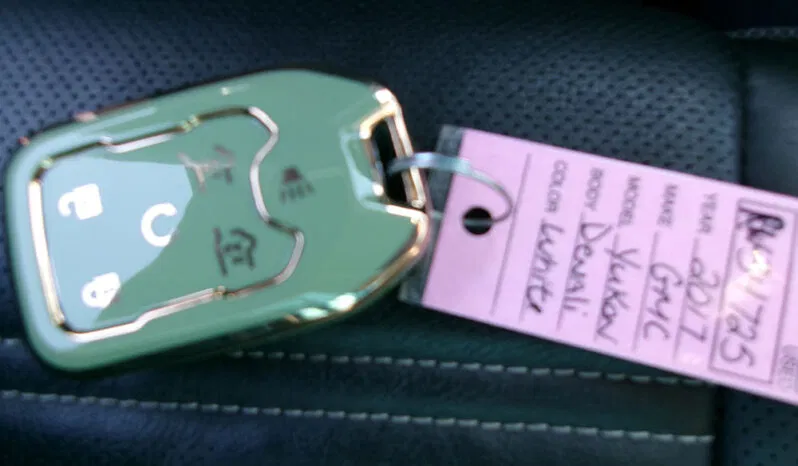 YEAR 2017
MAKE GMC
MODEL Yukon
BODY Denali
COLOR White